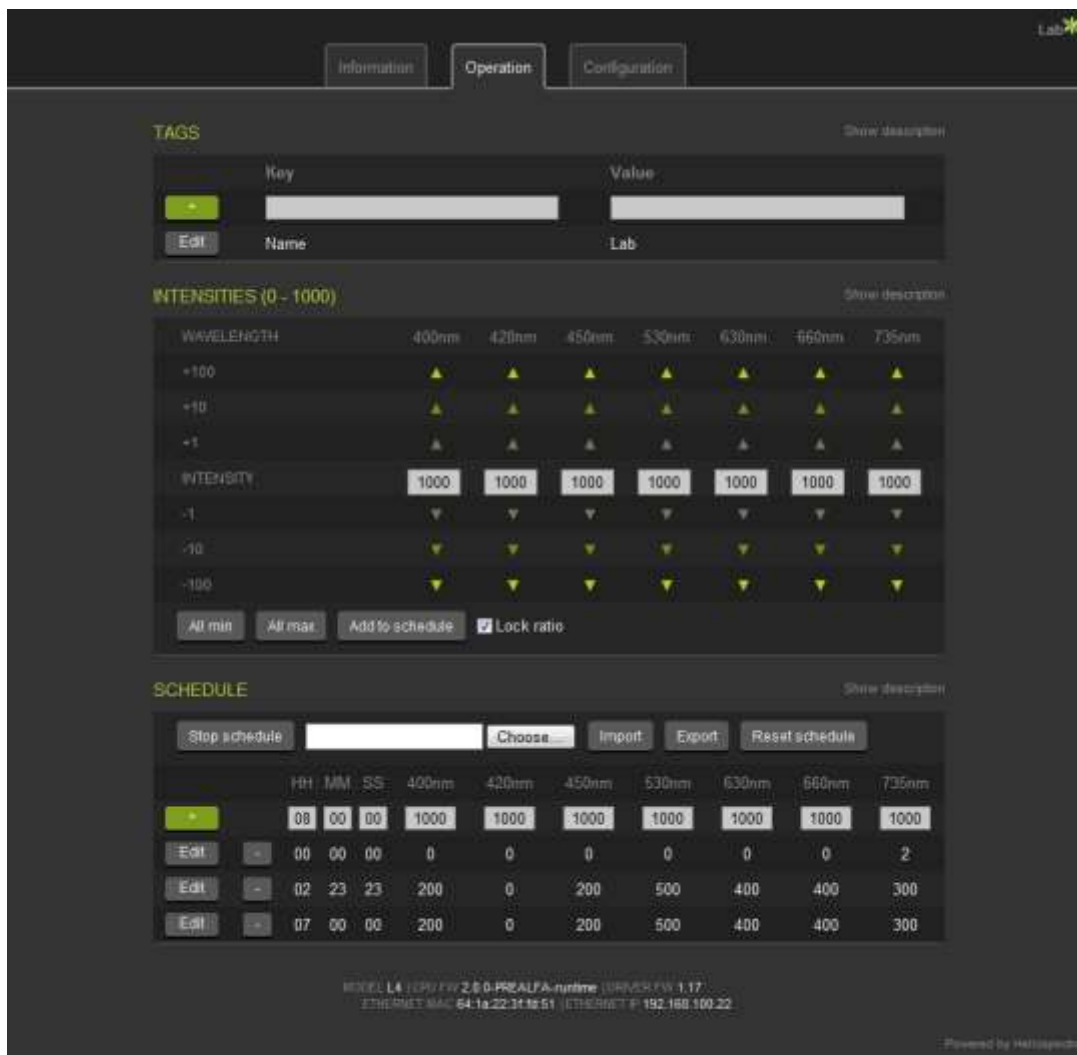 Lab
Information Operation Configuration
TAGS Show description
Key Value
+
Edit Name Lab
INTENSITIES (0 - 1000) Show description
WAVELENGTH 400nm 420nm 450nm 530nm 630nm 660nm 735nm
+100
+10
+1
INTENSITY 1000 1000 1000 1000 1000 1000 1000
-1
-10
-100
All min All max Add to schedule Lock ratio
SCHEDULE Show description
Stop schedule Choose ... Import Export Reset schedule
HH MM SS 400nm 420nm 450nm 530nm 630nm 660nm 735nm
+ 08 00 00 1000 1000 1000 1000 1000 1000 1000
Edit - 00 00 00 0 0 0 0 0 0 2
Edit - 02 23 23 200 0 200 500 400 400 300
Edit - 07 00 00 200 0 200 500 400 400 300
MODEL L4 | CPU FW 2.0.0-PREALFA-runtime | DRIVER FW 1.17
ETHERNET MAC 64:1a:22:3f:fd:51 | ETHERNET IP 192.168.100.22
Powered by Heliospectra